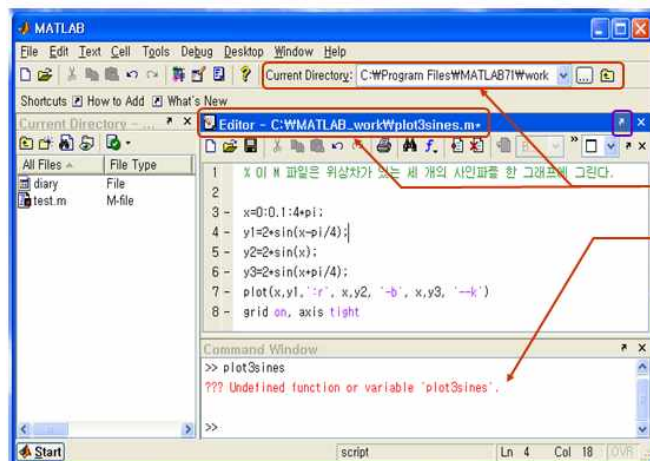 MATLAB
File Edit Text Cell Tools Debug Desktop Window Help
Current Directory: C:₩Program Files₩MATLAB71₩work
Shortcuts How to Add What's New
Current Directory - ...
All Files File Type
diary File
test.m M-file
Editor - C:₩MATLAB_work₩plot3sines.m*
1 % 이 M 파일은 위상차가 있는 세 개의 사인파를 한 그래프에 그린다.
2
3 - x=0:0.1:4*pi;
4 - y1=2*sin(x-pi/4);
5 - y2=2*sin(x);
6 - y3=2*sin(x+pi/4);
7 - plot(x,y1,':r', x,y2, '-b', x,y3, '--k')
8 - grid on, axis tight
Command Window
>> plot3sines
??? Undefined function or variable 'plot3sines'.
>>
Start script Ln 4 Col 18 OVR